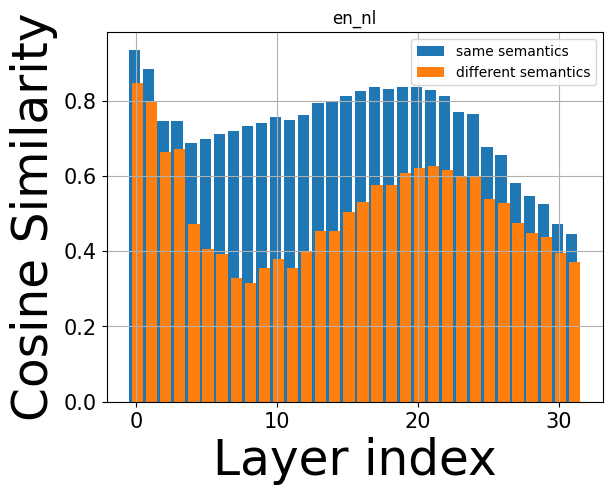 en_nl
same semantics
different semantics
Cosine Similarity
0.8
0.6
0.4
0.2
0.0
0
10
20
30
Layer index